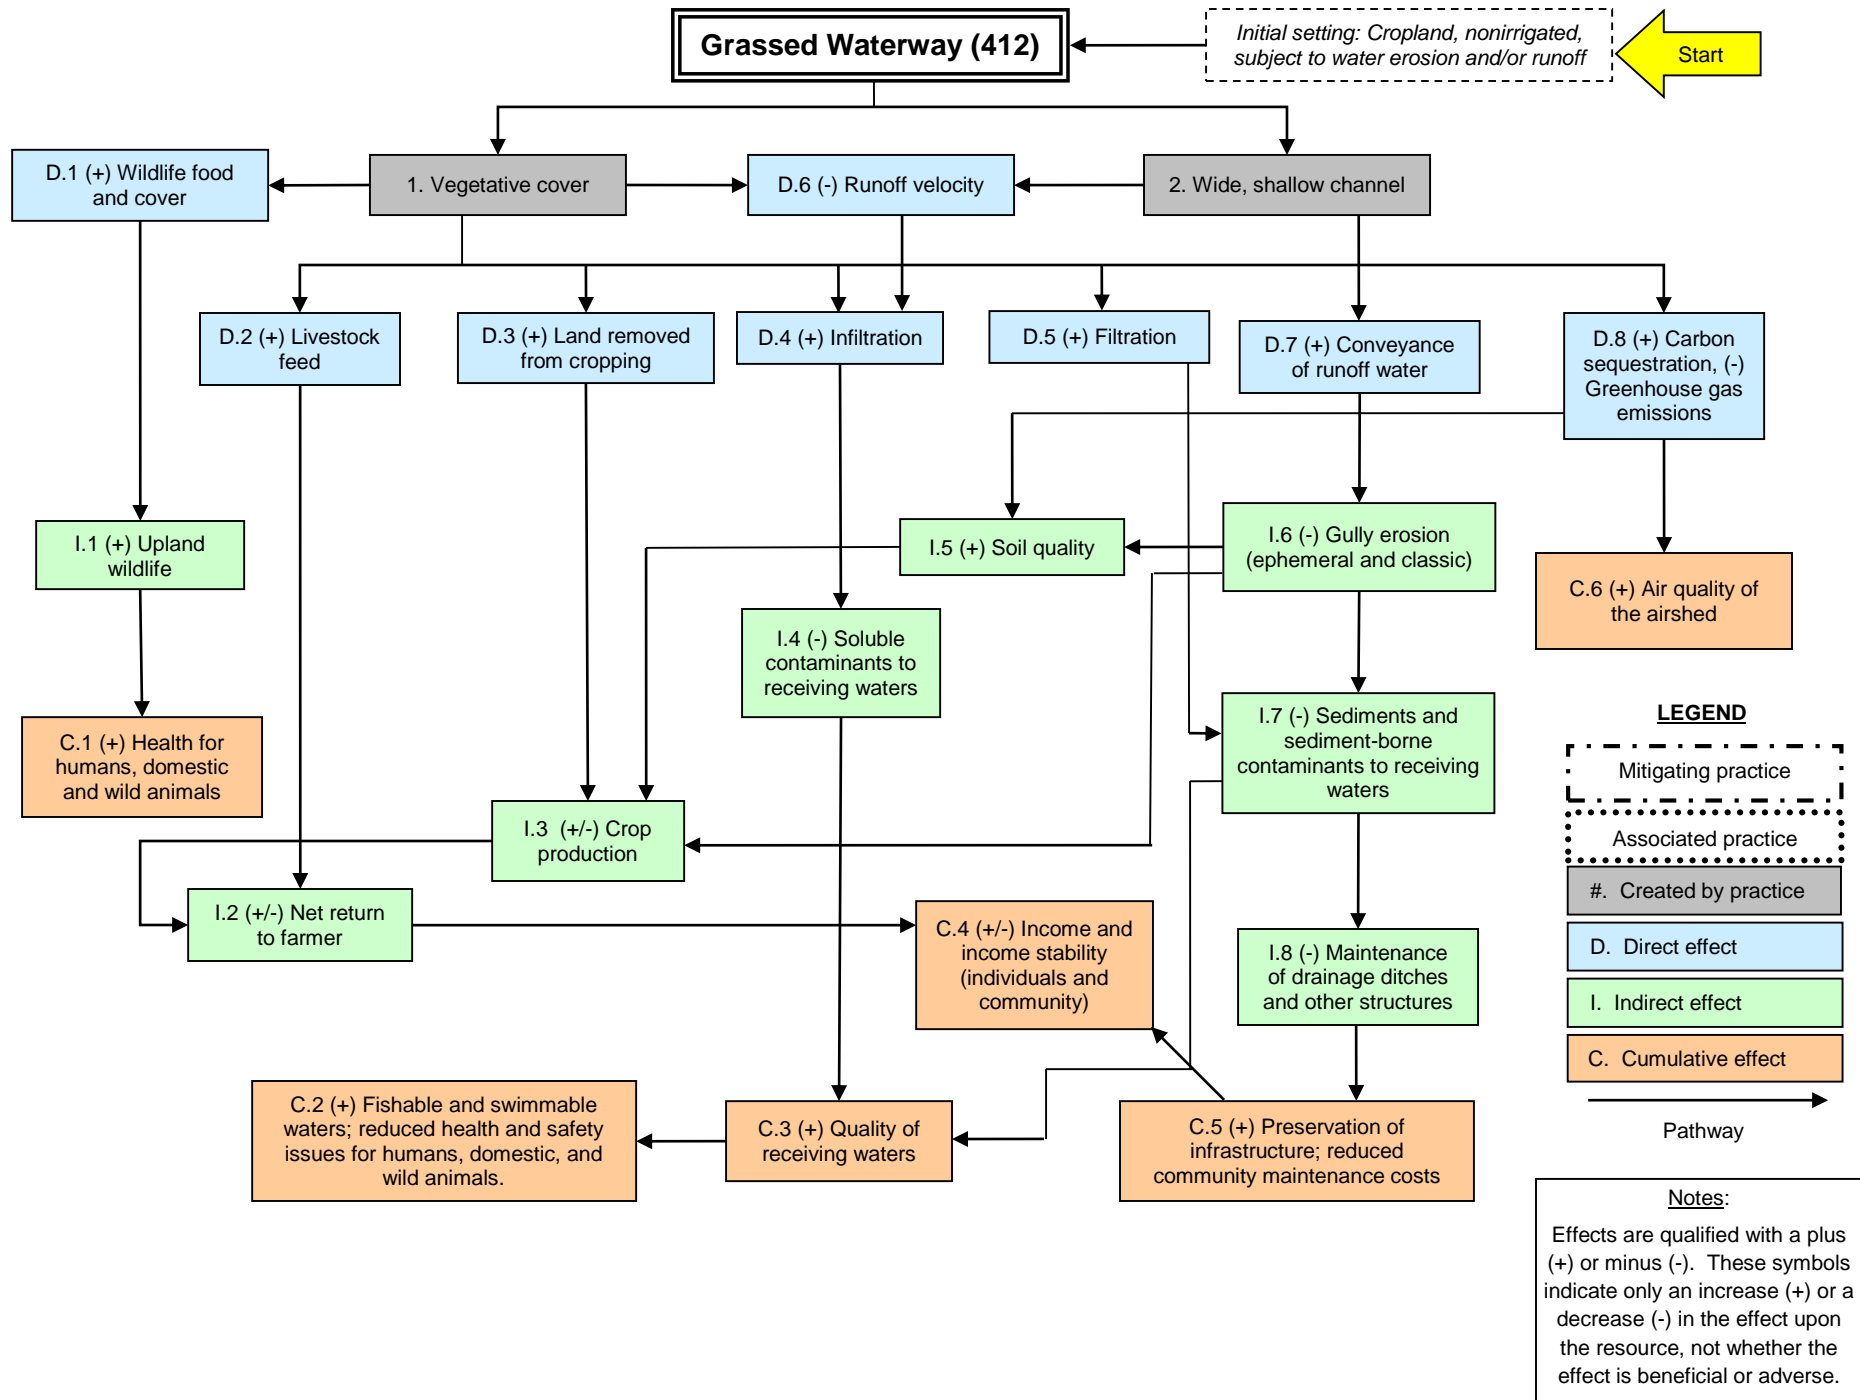 Grassed Waterway (412)
Initial setting: Cropland, nonirrigated,
subject to water erosion and/or runoff
Start
D.1 (+) Wildlife food
and cover
1. Vegetative cover
D.6 (-) Runoff velocity
2. Wide, shallow channel
D.2 (+) Livestock
feed
D.3 (+) Land removed
from cropping
D.4 (+) Infiltration
D.5 (+) Filtration
D.7 (+) Conveyance
of runoff water
D.8 (+) Carbon
sequestration, (-)
Greenhouse gas
emissions
I.1 (+) Upland
wildlife
I.5 (+) Soil quality
I.6 (-) Gully erosion
(ephemeral and classic)
C.6 (+) Air quality of
the airshed
I.4 (-) Soluble
contaminants to
receiving waters
C.1 (+) Health for
humans, domestic
and wild animals
I.7 (-) Sediments and
sediment-borne
contaminants to receiving
waters
I.3  (+/-) Crop
production
I.2 (+/-) Net return
to farmer
C.4 (+/-) Income and
income stability
(individuals and
community)
I.8 (-) Maintenance
of drainage ditches
and other structures
C.2 (+) Fishable and swimmable
waters; reduced health and safety
issues for humans, domestic, and
wild animals.
C.3 (+) Quality of
receiving waters
C.5 (+) Preservation of
infrastructure; reduced
community maintenance costs
LEGEND
Mitigating practice
Associated practice
#.  Created by practice
D.  Direct effect
I.  Indirect effect
C.  Cumulative effect
Pathway
Notes:
Effects are qualified with a plus
(+) or minus (-).  These symbols
indicate only an increase (+) or a
decrease (-) in the effect upon
the resource, not whether the
effect is beneficial or adverse.